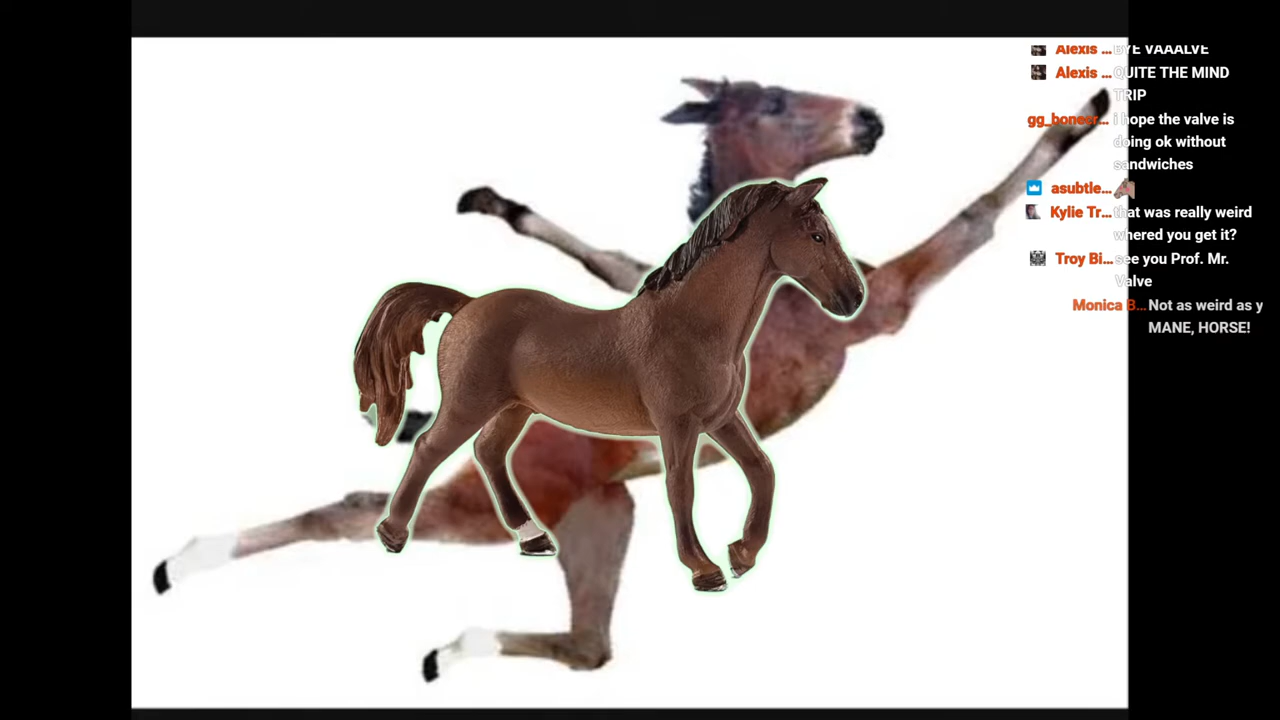 Alexis ... BYE VAAALVE
Alexis ... QUITE THE MIND
TRIP
gg_bonecr... i hope the valve is
doing ok without
sandwiches
asubtle...
Kylie Tr... that was really weird
whered you get it?
Troy Bi... see you Prof. Mr.
Valve
Monica B... Not as weird as y
MANE, HORSE!